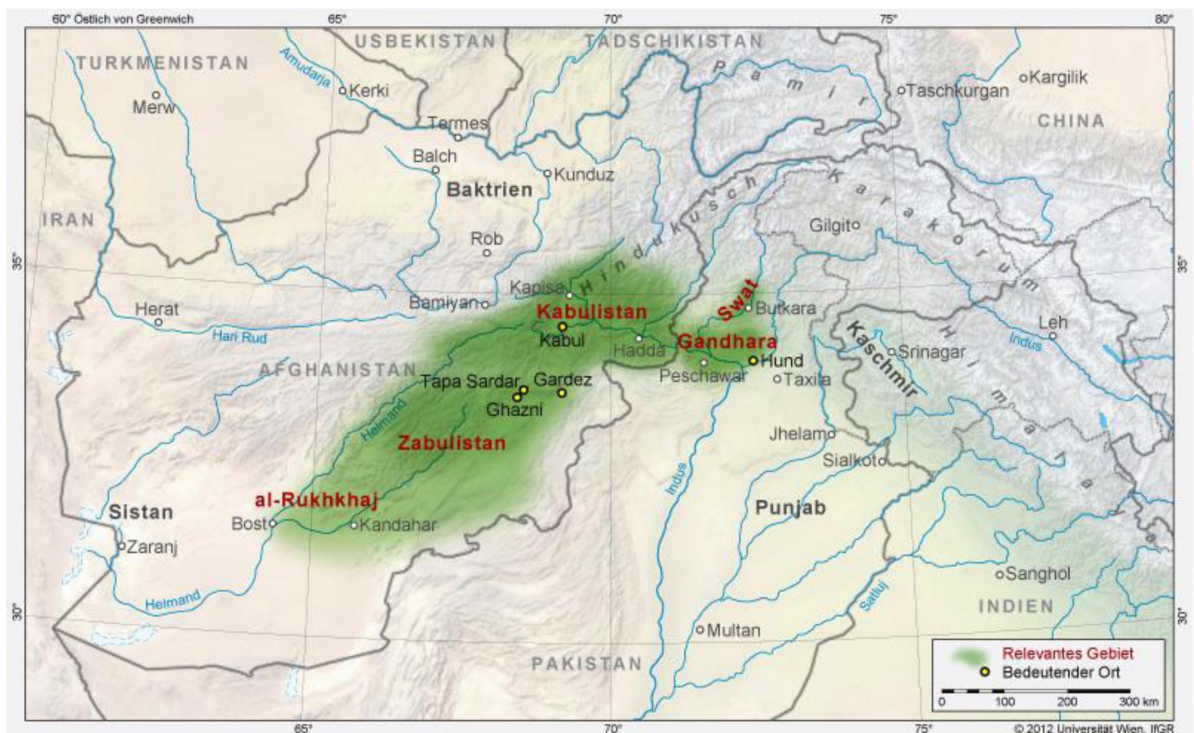 60° Östlich von Greenwich
65°
70°
75°
80°
USBEKISTAN
TADSCHIKISTAN
TURKMENISTAN
Amudarja
Pamir
Kargilik
Kerki
Taschkurgan
Merw
CHINA
Termes
Balch
Kunduz
Baktrien
Hindukusch
Karakorum
IRAN
Gilgit
Rob
35°
35°
Kapisa
Swat
Bamiyan
Butkara
Herat
Kabulistan
Leh
Hari Rud
Kabul
Gandhara
Indus
Hadda
Kaschmir
Srinagar
Himalaya
Hund
AFGHANISTAN
Peschawar
Taxila
Tapa Sardar
Gardez
Ghazni
Helmand
Zabulistan
Jhelam
Sialkot
Indus
al-Rukhkhaj
Sistan
Punjab
Bost
Kandahar
Zaranj
Sanghol
Helmand
Satluj
INDIEN
30°
30°
Multan
PAKISTAN
Relevantes Gebiet
Bedeutender Ort
0 100 200 300 km
65°
70°
75°
© 2012 Universität Wien, IfGR